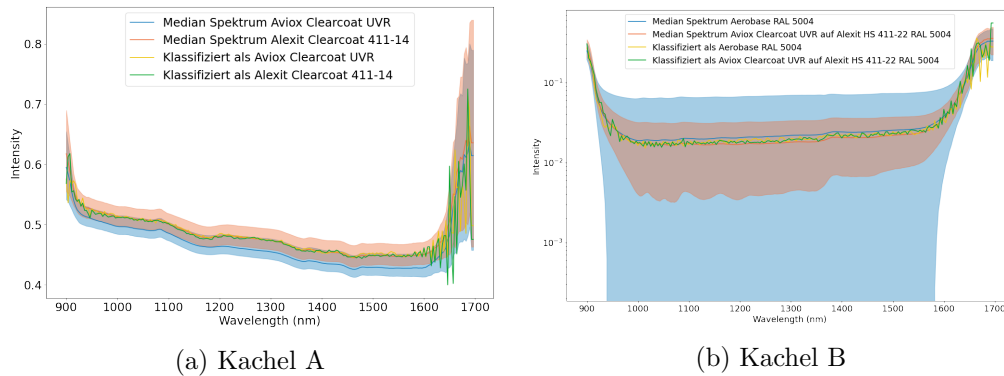 Median Spektrum Aviox Clearcoat UVR
Median Spektrum Alexit Clearcoat 411-14
Klassifiziert als Aviox Clearcoat UVR
Klassifiziert als Alexit Clearcoat 411-14
0.8
0.7
0.6
0.5
0.4
Intensity
900
1000
1100
1200
1300
1400
1500
1600
1700
Wavelength (nm)
(a) Kachel A
Median Spektrum Aerobase RAL 5004
Median Spektrum Aviox Clearcoat UVR auf Alexit HS 411-22 RAL 5004
Klassifiziert als Aerobase RAL 5004
Klassifiziert als Aviox Clearcoat UVR auf Alexit HS 411-22 RAL 5004
10⁻¹
10⁻²
10⁻³
Intensity
900
1000
1100
1200
1300
1400
1500
1600
1700
Wavelength (nm)
(b) Kachel B